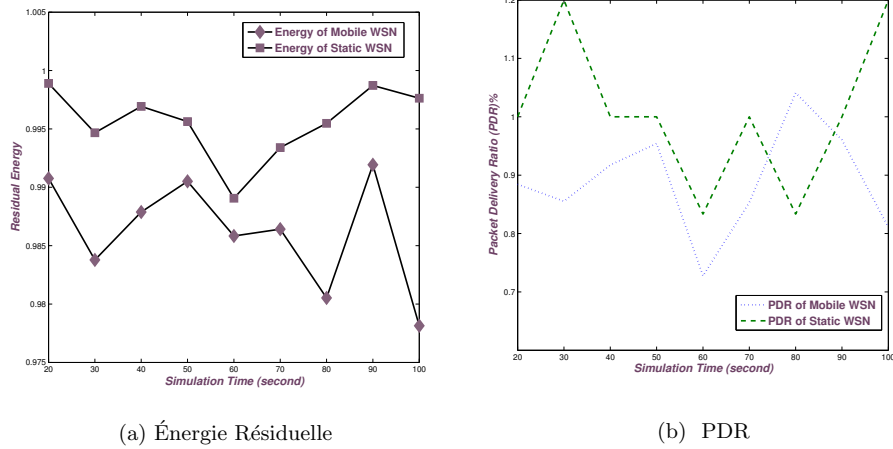 1.005
1
0.995
0.99
0.985
0.98
0.975
Residual Energy
Energy of Mobile WSN
Energy of Static WSN
20 30 40 50 60 70 80 90 100
Simulation Time (second)
(a) Énergie Résiduelle
1.2
1.1
1
0.9
0.8
0.7
Packet Delivery Ratio (PDR)%
PDR of Mobile WSN
PDR of Static WSN
20 30 40 50 60 70 80 90 100
Simulation Time (second)
(b) PDR